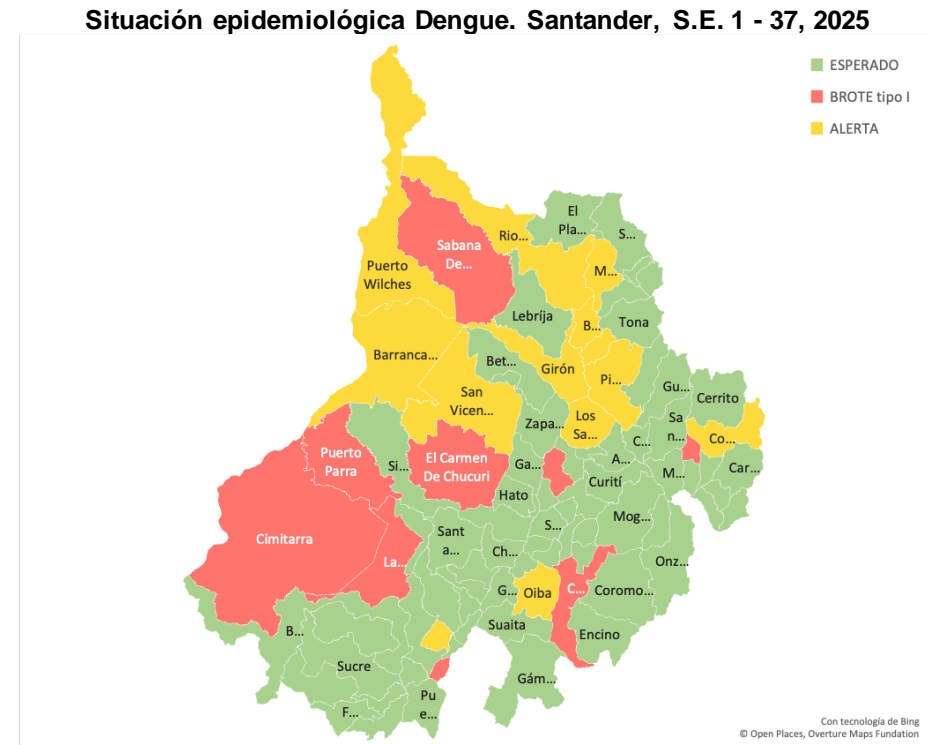 Situación epidemiológica Dengue. Santander, S.E. 1 - 37, 2025
ESPERADO
BROTE tipo I
ALERTA
El
Pla...
S...
Rio...
Sabana
De...
M...
Puerto
Wilches
Lebríja
B...
Tona
Barranca...
Bet...
Girón
Pi...
Gu...
Cerrito
San
Vicen...
Zapa...
Los
Sa...
Sa
n...
Co...
C...
Puerto
Parra
Si...
El Carmen
De Chucuri
Ga...
A...
M...
Car...
Curití
Hato
Mog...
Cimitarra
Sant
a...
S...
Ch...
La...
Onz...
G...
Oiba
C...
Coromo...
B...
Suaita
Encino
Sucre
Gám...
Pu
e...
F...
Con tecnología de Bing
© Open Places, Overture Maps Foundation